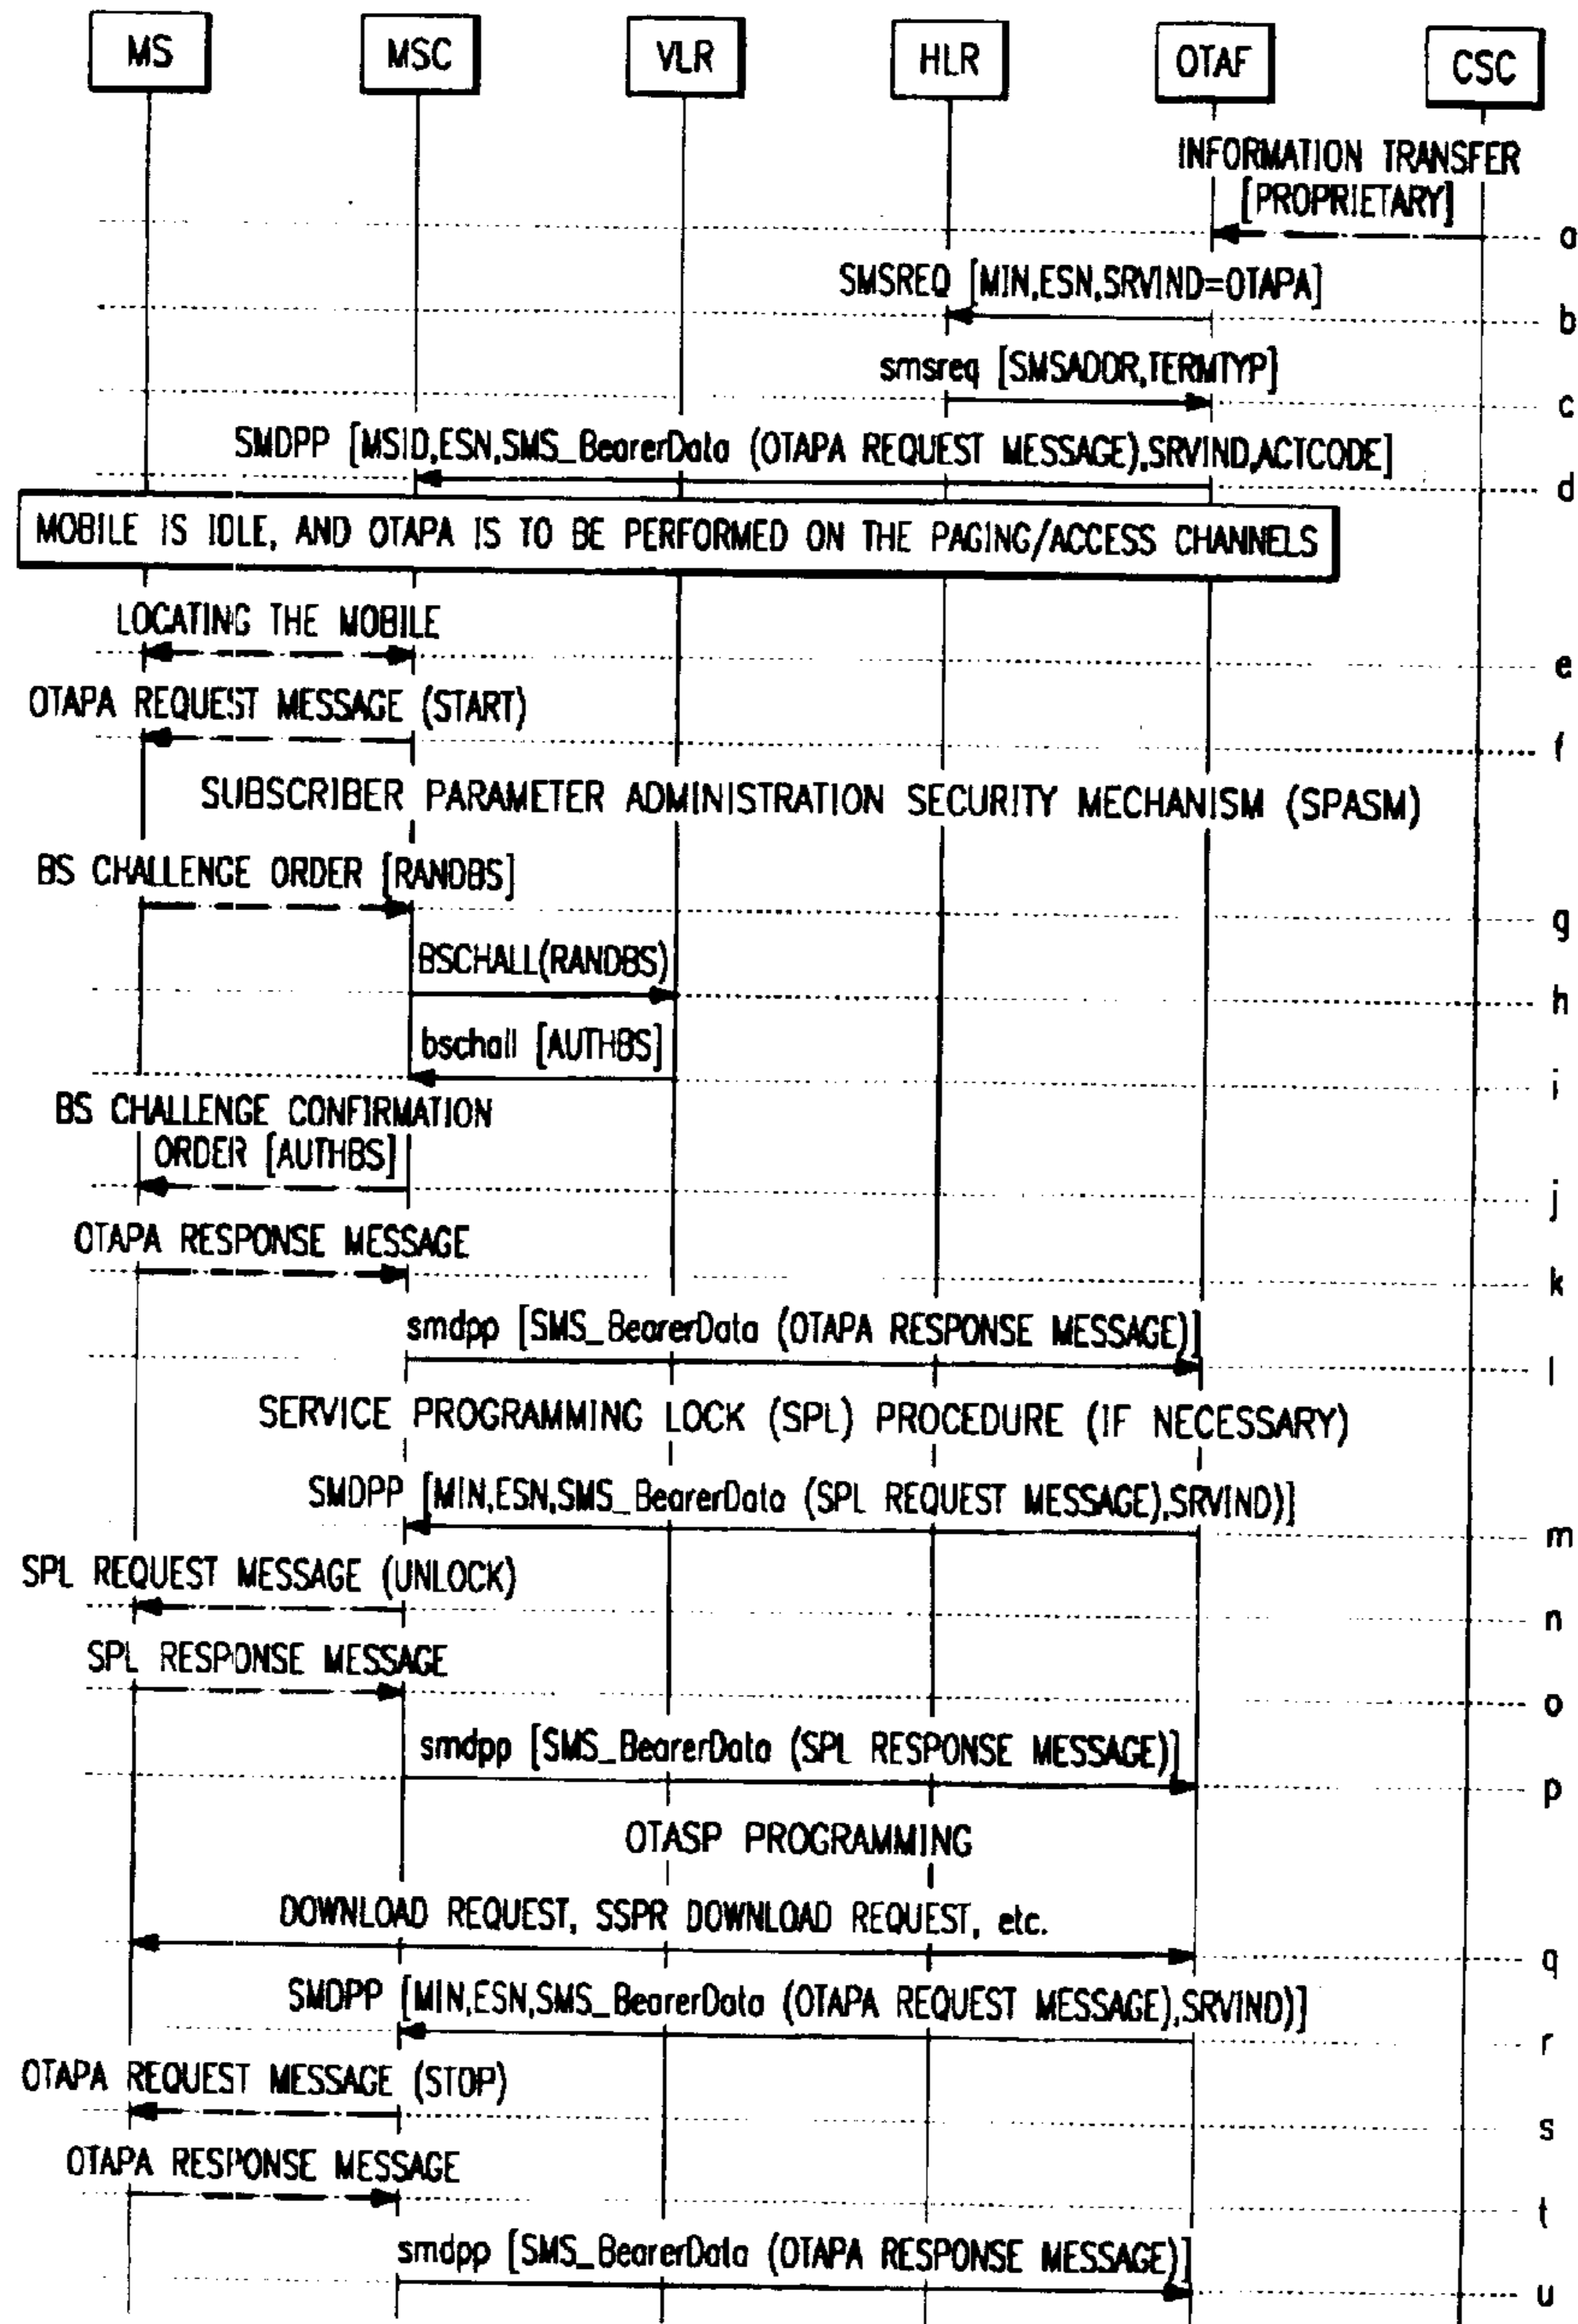 MS MSC VLR HLR OTAF CSC
INFORMATION TRANSFER
[PROPRIETARY]
a
SMSREQ [MIN,ESN,SRVIND=OTAPA]
b
smsreq [SMSADDR,TERMTYP]
c
SMDPP [MSID,ESN,SMS_BearerData (OTAPA REQUEST MESSAGE),SRVIND,ACTCODE]
d
MOBILE IS IDLE, AND OTAPA IS TO BE PERFORMED ON THE PAGING/ACCESS CHANNELS
LOCATING THE MOBILE
e
OTAPA REQUEST MESSAGE (START)
f
SUBSCRIBER PARAMETER ADMINISTRATION SECURITY MECHANISM (SPASM)
BS CHALLENGE ORDER [RANDBS]
g
BSCHALL(RANDBS)
h
bschall [AUTHBS]
i
BS CHALLENGE CONFIRMATION
ORDER [AUTHBS]
j
OTAPA RESPONSE MESSAGE
k
smdpp [SMS_BearerData (OTAPA RESPONSE MESSAGE)]
l
SERVICE PROGRAMMING LOCK (SPL) PROCEDURE (IF NECESSARY)
SMDPP [MIN,ESN,SMS_BearerData (SPL REQUEST MESSAGE),SRVIND)]
m
SPL REQUEST MESSAGE (UNLOCK)
n
SPL RESPONSE MESSAGE
o
smdpp [SMS_BearerData (SPL RESPONSE MESSAGE)]
p
OTASP PROGRAMMING
DOWNLOAD REQUEST, SSPR DOWNLOAD REQUEST, etc.
q
SMDPP [MIN,ESN,SMS_BearerData (OTAPA REQUEST MESSAGE),SRVIND)]
r
OTAPA REQUEST MESSAGE (STOP)
s
OTAPA RESPONSE MESSAGE
t
smdpp [SMS_BearerData (OTAPA RESPONSE MESSAGE)]
u